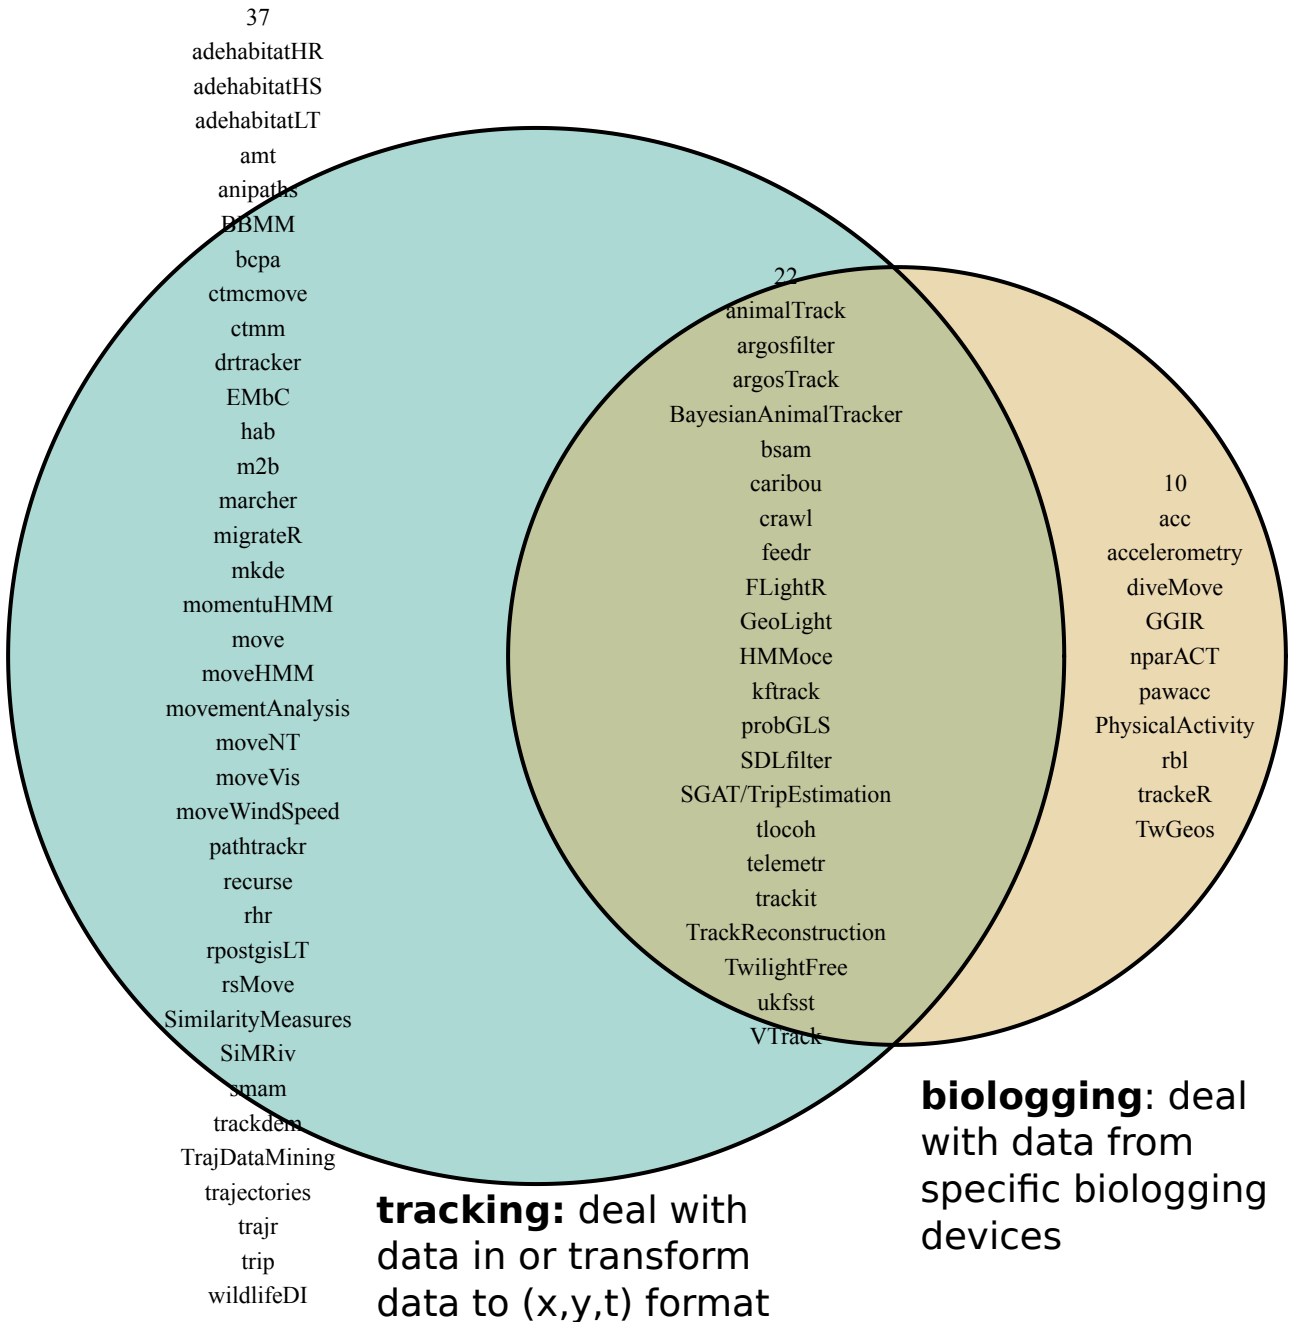 37
adehabitatHR
adehabitatHS
adehabitatLT
amt
anipaths
BBMM
bcpa
ctmcmove
ctmm
drtracker
EMbC
hab
m2b
marcher
migrateR
mkde
momentuHMM
move
moveHMM
movementAnalysis
moveNT
moveVis
moveWindSpeed
pathtrackr
recurse
rhr
rpostgisLT
rsMove
SimilarityMeasures
SiMRiv
smam
trackdem
TrajDataMining
trajectories
trajr
trip
wildlifeDI
22
animalTrack
argosfilter
argosTrack
BayesianAnimalTracker
bsam
caribou
crawl
feedr
FLightR
GeoLight
HMMoce
kftrack
probGLS
SDLfilter
SGAT/TripEstimation
tlocoh
telemetr
trackit
TrackReconstruction
TwilightFree
ukfsst
VTrack
10
acc
accelerometry
diveMove
GGIR
nparACT
pawacc
PhysicalActivity
rbl
trackeR
TwGeos
tracking: deal with
data in or transform
data to (x,y,t) format
biologging: deal
with data from
specific biologging
devices